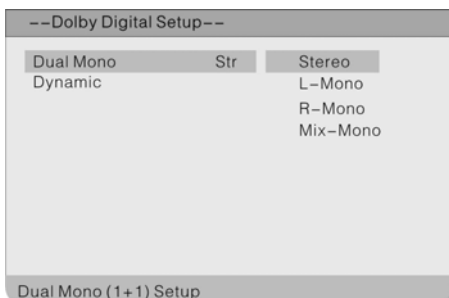 --Dolby Digital Setup--
Dual Mono Str Stereo
Dynamic L-Mono
R-Mono
Mix-Mono
Dual Mono (1+1) Setup